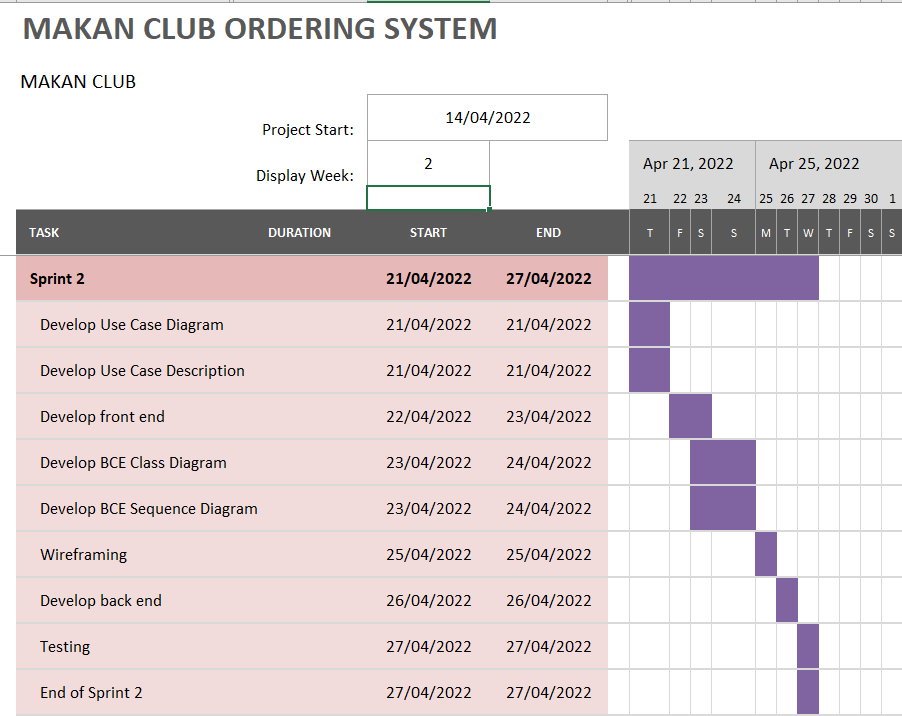 MAKAN CLUB ORDERING SYSTEM
MAKAN CLUB
Project Start: 14/04/2022
Display Week: 2
Apr 21, 2022 Apr 25, 2022
21 22 23 24 25 26 27 28 29 30 1
TASK DURATION START END T F S S M T W T F S S
Sprint 2 21/04/2022 27/04/2022
Develop Use Case Diagram 21/04/2022 21/04/2022
Develop Use Case Description 21/04/2022 21/04/2022
Develop front end 22/04/2022 23/04/2022
Develop BCE Class Diagram 23/04/2022 24/04/2022
Develop BCE Sequence Diagram 23/04/2022 24/04/2022
Wireframing 25/04/2022 25/04/2022
Develop back end 26/04/2022 26/04/2022
Testing 27/04/2022 27/04/2022
End of Sprint 2 27/04/2022 27/04/2022